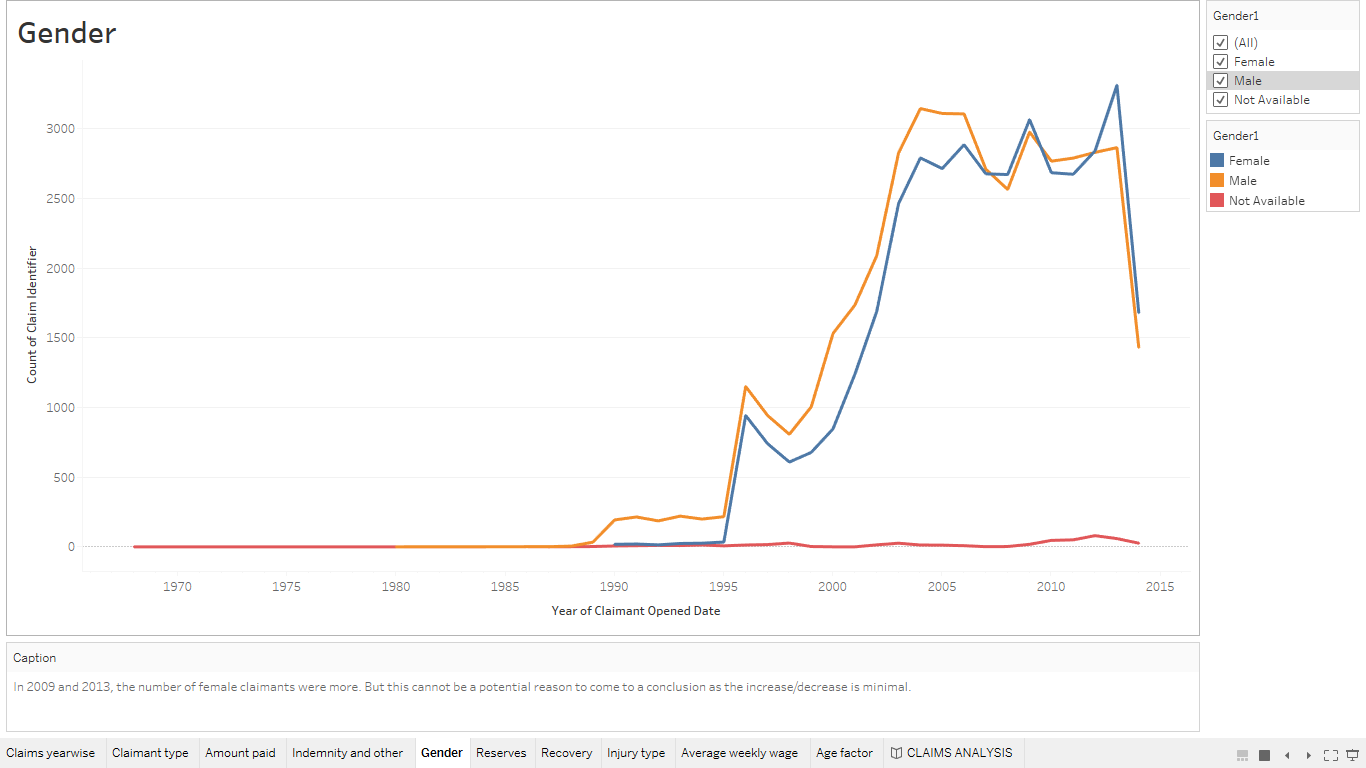 Gender
3000
2500
2000
1500
1000
500
0
Count of Claim Identifier
1970 1975 1980 1985 1990 1995 2000 2005 2010 2015
Year of Claimant Opened Date
Gender1
(All)
Female
Male
Not Available
Gender1
Female
Male
Not Available
Caption
In 2009 and 2013, the number of female claimants were more. But this cannot be a potential reason to come to a conclusion as the increase/decrease is minimal.
Claims yearwise Claimant type Amount paid Indemnity and other Gender Reserves Recovery Injury type Average weekly wage Age factor CLAIMS ANALYSIS